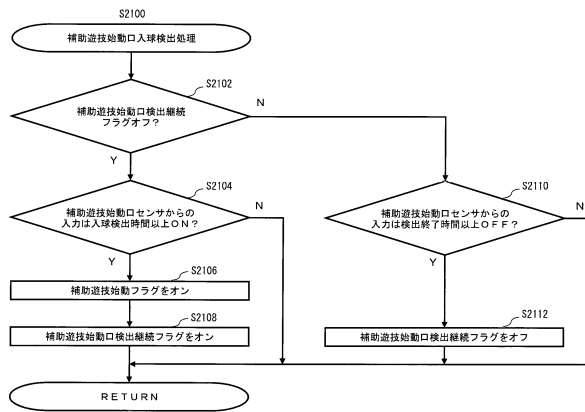 S2100
補助遊技始動口入球検出処理
S2102
補助遊技始動口検出継続
フラグオフ？
N
Y
S2104
補助遊技始動口センサからの
入力は入球検出時間以上ＯＮ？
N
Y
S2110
補助遊技始動口センサからの
入力は検出終了時間以上ＯＦＦ？
N
Y
S2106
補助遊技始動フラグをオン
S2108
補助遊技始動口検出継続フラグをオン
S2112
補助遊技始動口検出継続フラグをオフ
ＲＥＴＵＲＮ